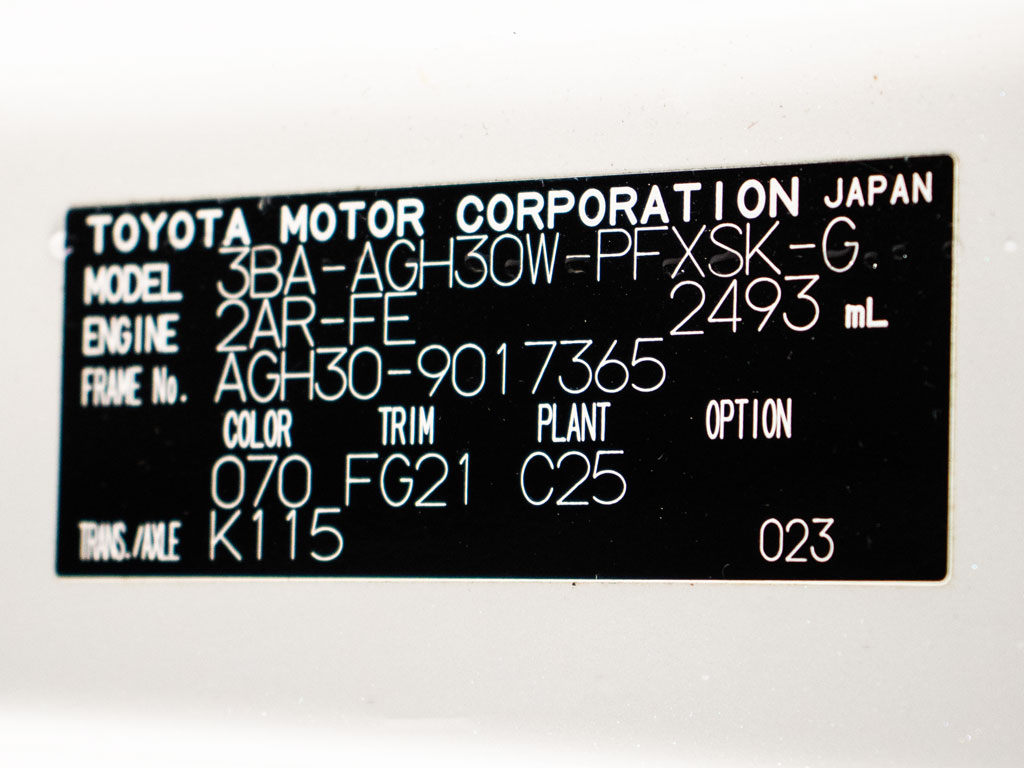 TOYOTA MOTOR CORPORATION JAPAN
MODEL 3BA-AGH30W-PFXSK-G
ENGINE 2AR-FE 2493 mL
FRAME No. AGH30-9017365
COLOR TRIM PLANT OPTION
070 FG21 C25
TRANS./AXLE K115 023